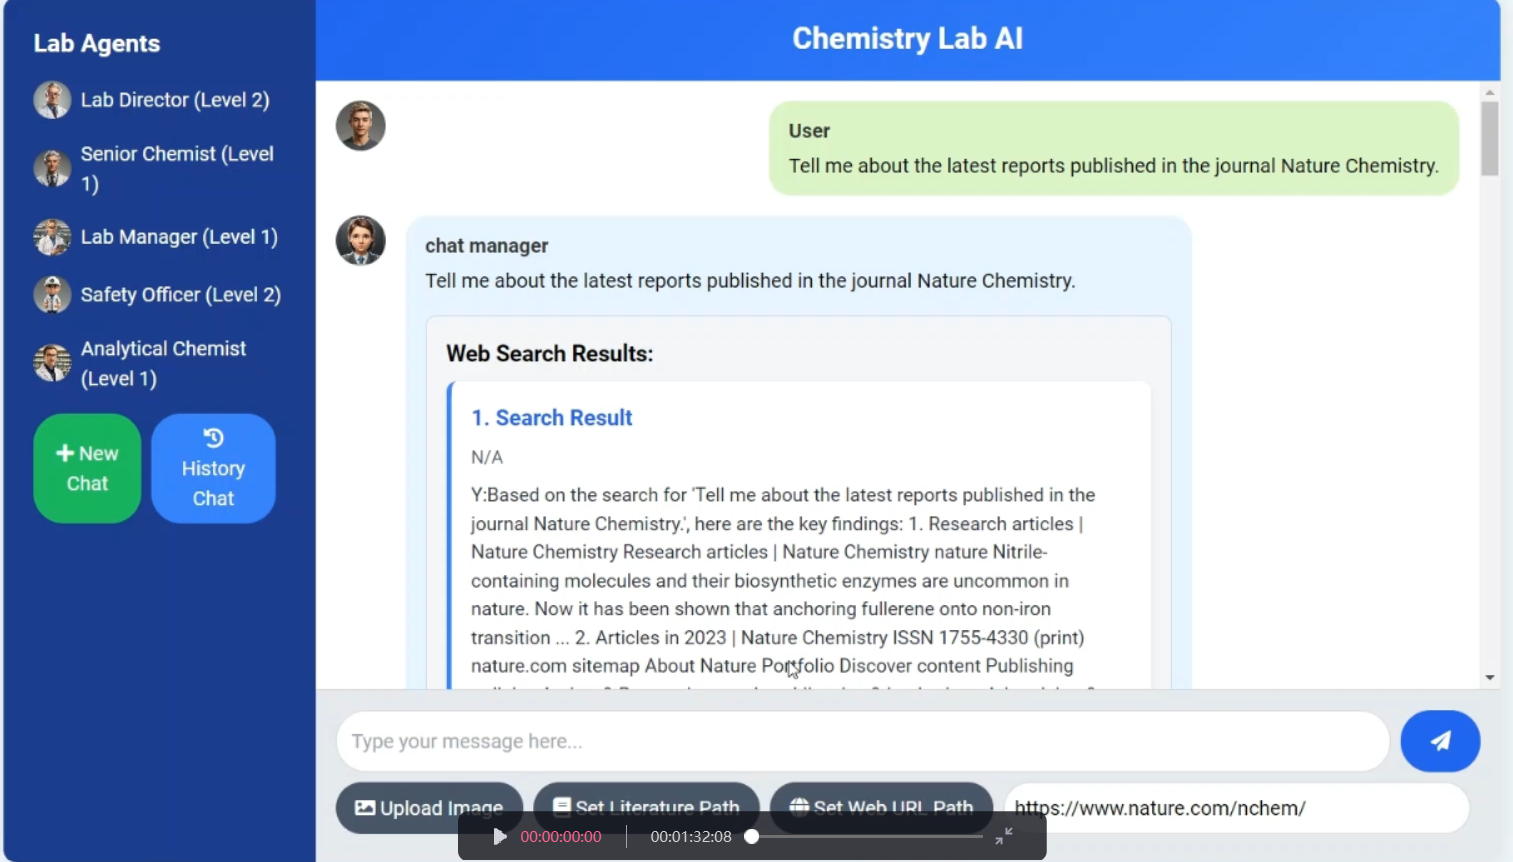 Lab Agents
Lab Director (Level 2)
Senior Chemist (Level
1)
Lab Manager (Level 1)
Safety Officer (Level 2)
Analytical Chemist
(Level 1)
New
Chat
History
Chat
Chemistry Lab AI
User
Tell me about the latest reports published in the journal Nature Chemistry.
chat manager
Tell me about the latest reports published in the journal Nature Chemistry.
Web Search Results:
1. Search Result
N/A
Y:Based on the search for 'Tell me about the latest reports published in the
journal Nature Chemistry.', here are the key findings: 1. Research articles |
Nature Chemistry Research articles | Nature Chemistry nature Nitrile-
containing molecules and their biosynthetic enzymes are uncommon in
nature. Now it has been shown that anchoring fullerene onto non-iron
transition ... 2. Articles in 2023 | Nature Chemistry ISSN 1755-4330 (print)
nature.com sitemap About Nature Portfolio Discover content Publishing
Type your message here...
Upload Image
Set Literature Path
Set Web URL Path
https://www.nature.com/nchem/
00:00:00:00
00:01:32:08